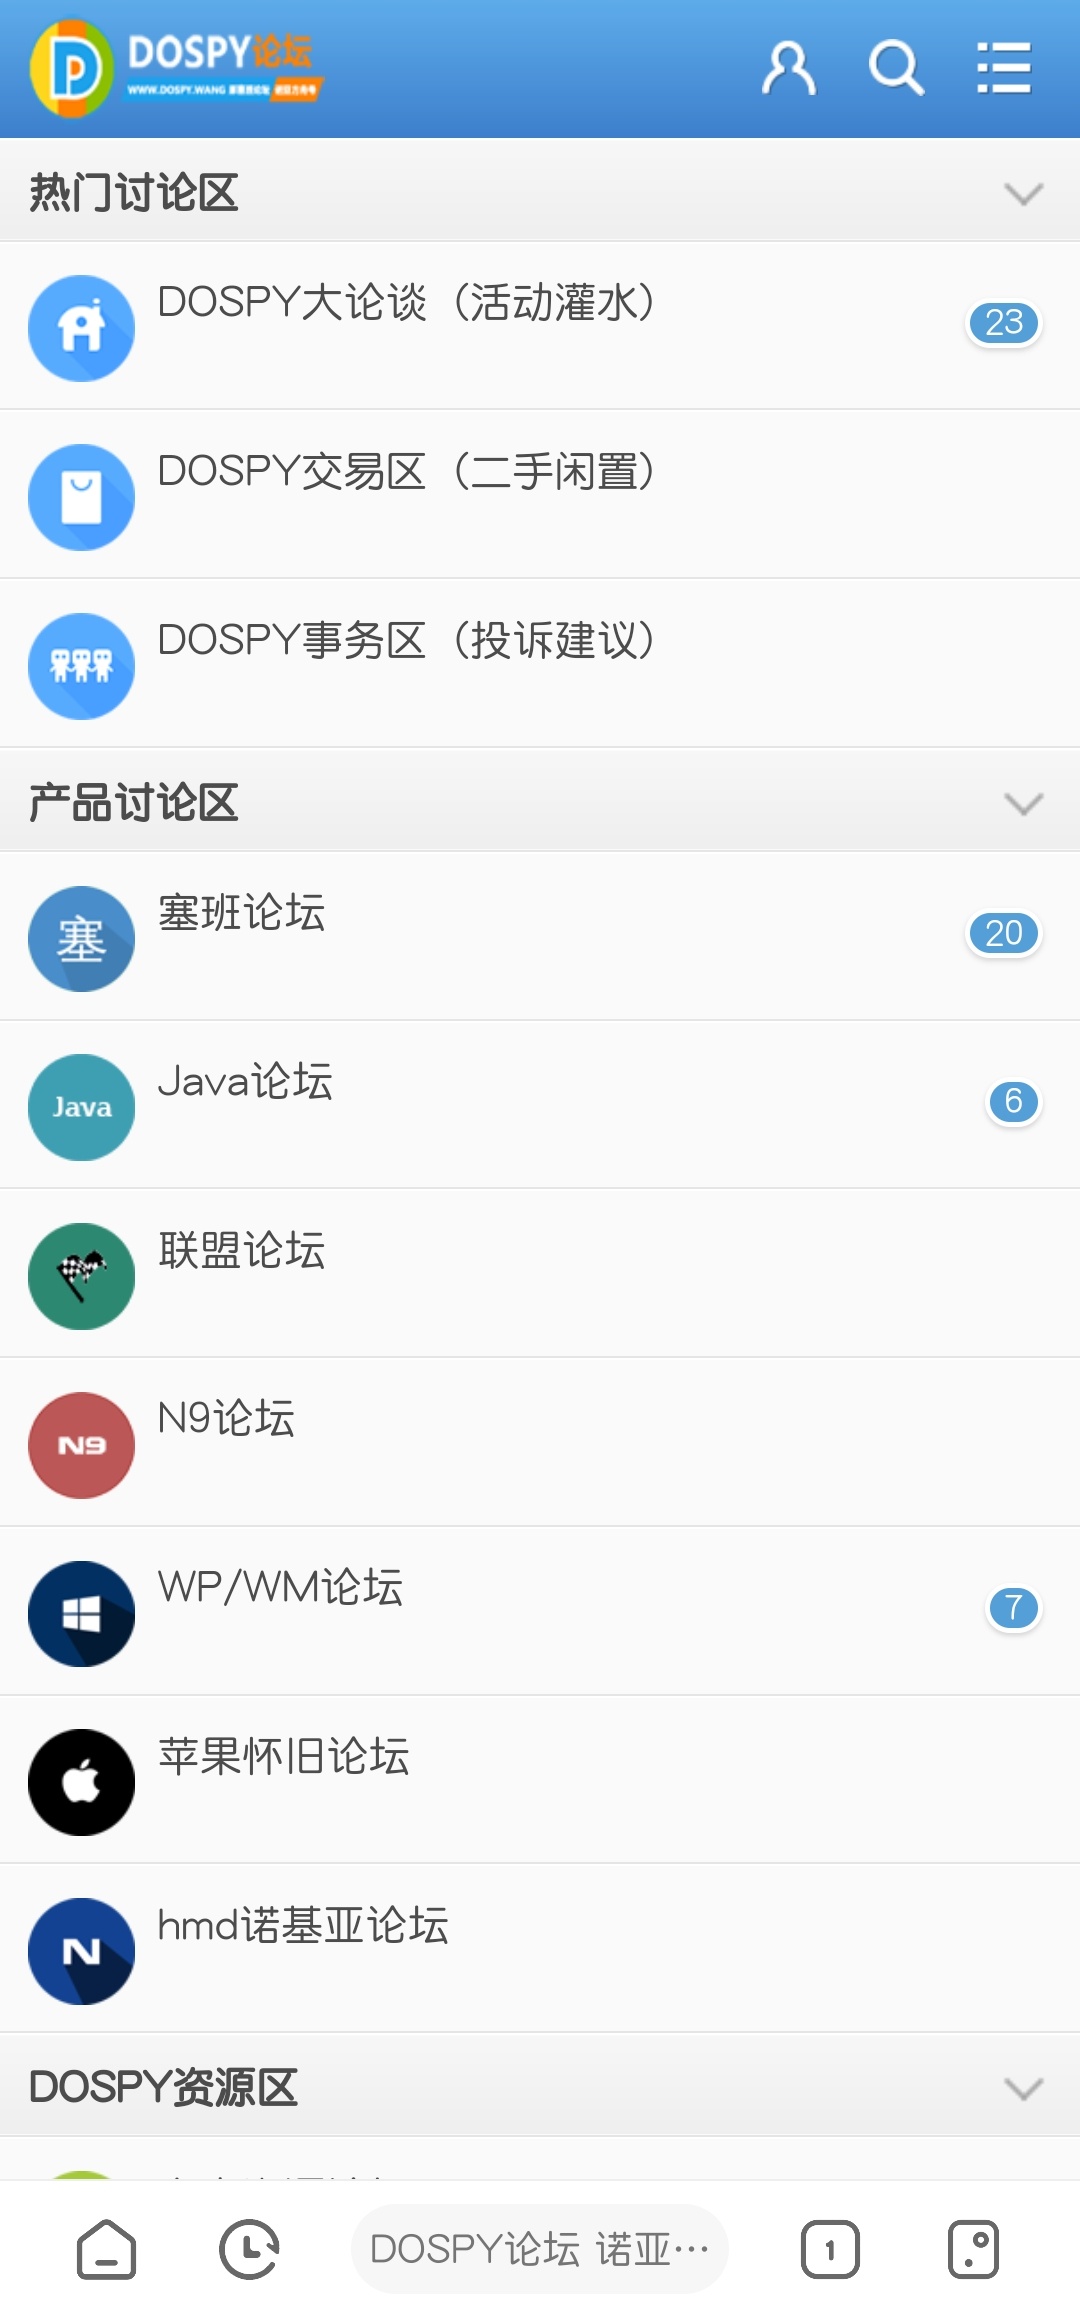 DOSPY论坛
WWW.DOSPY.WANG
热门讨论区
DOSPY大论谈（活动灌水）
23
DOSPY交易区（二手闲置）
DOSPY事务区（投诉建议）
产品讨论区
塞
塞班论坛
20
Java
Java论坛
6
联盟论坛
N9
N9论坛
WP/WM论坛
7
苹果怀旧论坛
N
hmd诺基亚论坛
DOSPY资源区
DOSPY论坛 诺亚…
1